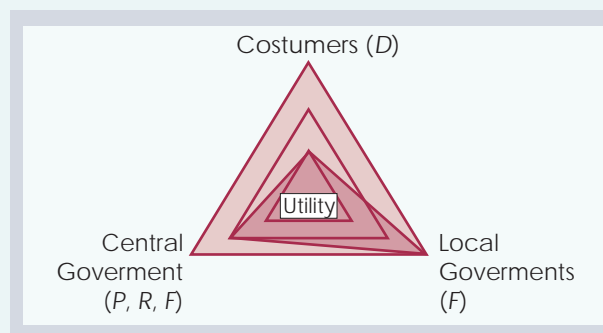 Costumers (D)
Utility
Central
Goverment
(P, R, F)
Local
Goverments
(F)